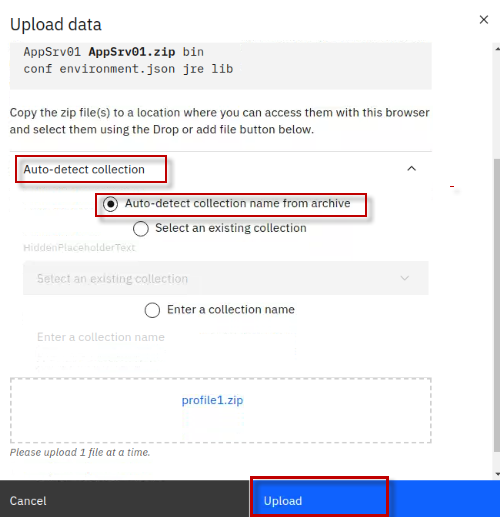 Upload data
AppSrv01 AppSrv01.zip bin
conf environment.json jre lib
Copy the zip file(s) to a location where you can access them with this browser
and select them using the Drop or add file button below.
Auto-detect collection
Auto-detect collection name from archive
Select an existing collection
HiddenPlaceholderText
Select an existing collection
Enter a collection name
Enter a collection name
profile1.zip
Please upload 1 file at a time.
Cancel
Upload